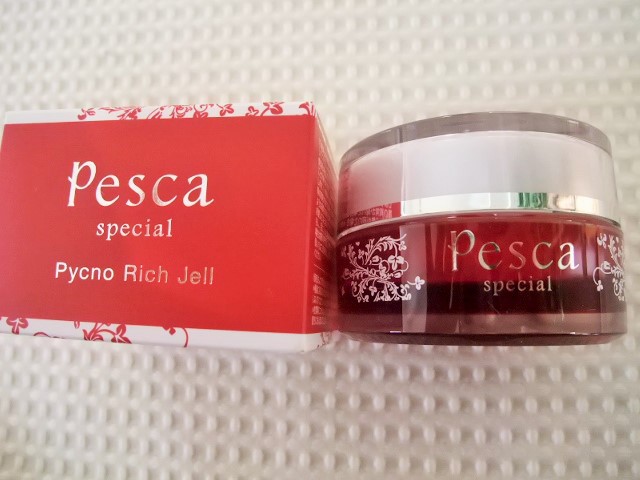 Pesca
special
Pycno Rich Jell
Pesca
special